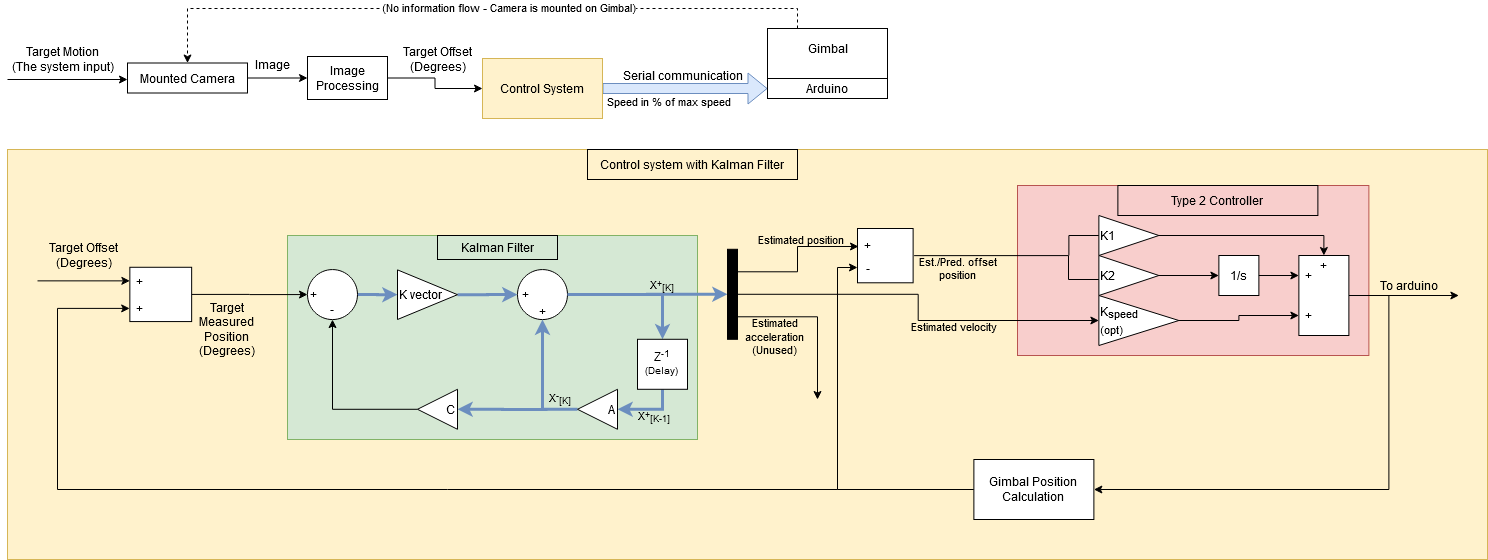 (No information flow - Camera is mounted on Gimbal)
Target Motion
(The system input)
Mounted Camera
Image
Image
Processing
Target Offset
(Degrees)
Control System
Serial communication
Speed in % of max speed
Gimbal
Arduino
Control system with Kalman Filter
Target Offset
(Degrees)
+
+
Target
Measured
Position
(Degrees)
Kalman Filter
+
-
K vector
+
+
X+[K]
Z-1
(Delay)
X+[K-1]
A
X-[K]
C
Estimated position
Estimated velocity
Estimated
acceleration
(Unused)
+
-
Est./Pred. offset
position
Type 2 Controller
K1
K2
Kspeed
(opt)
1/s
+
+
+
To arduino
Gimbal Position
Calculation